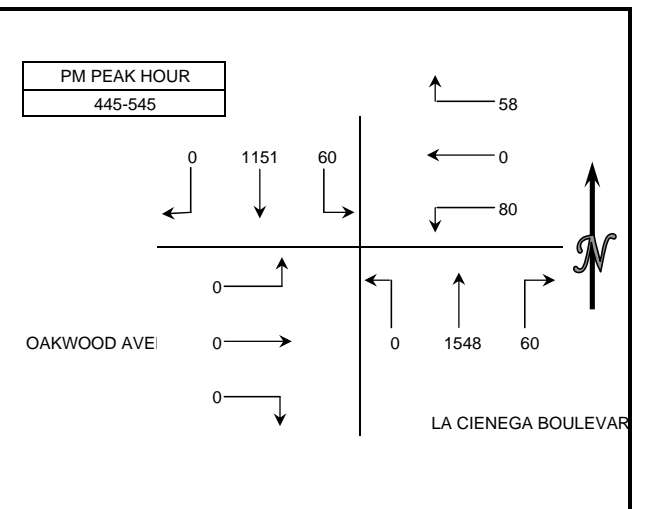 PM PEAK HOUR
445-545
58
0 1151 60
0
80
N
0
OAKWOOD AVE
0
0 1548 60
0
LA CIENEGA BOULEVAR